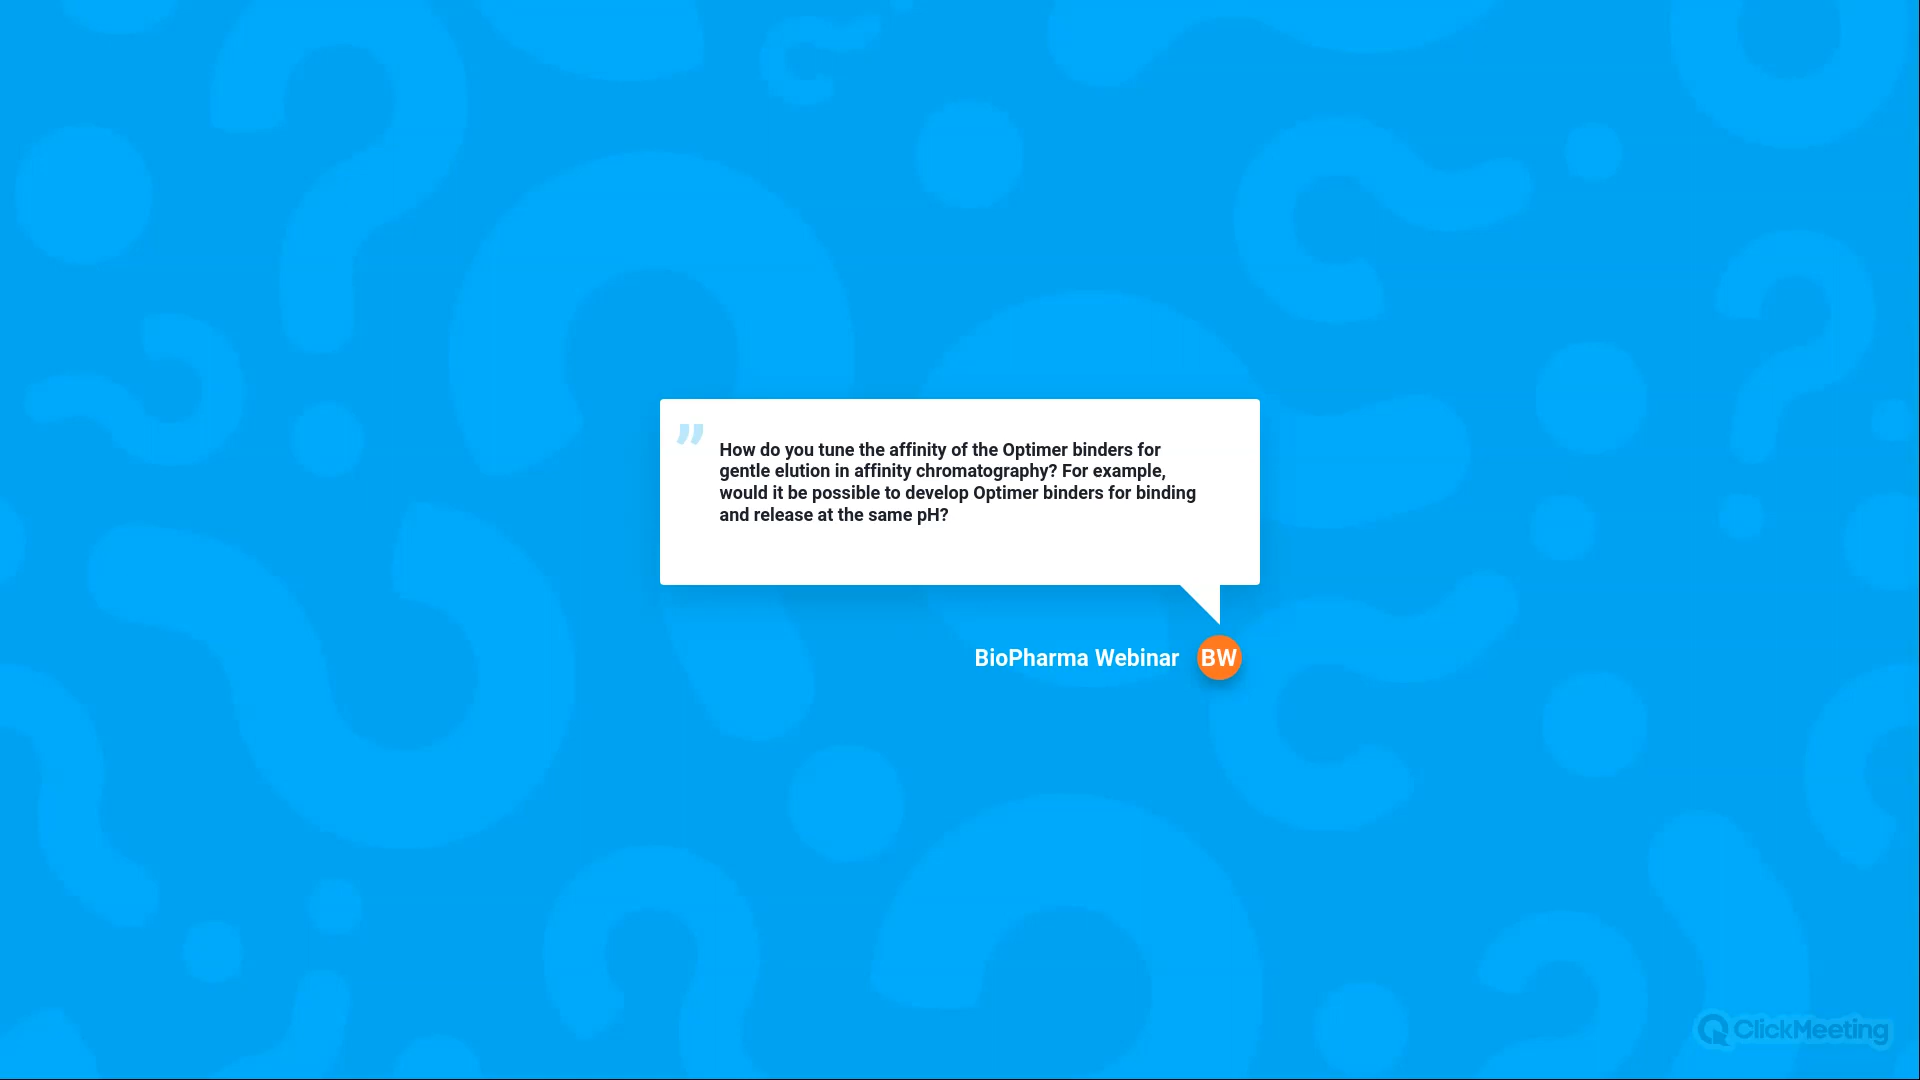 ”
How do you tune the affinity of the Optimer binders for
gentle elution in affinity chromatography? For example,
would it be possible to develop Optimer binders for binding
and release at the same pH?
BioPharma Webinar BW
ClickMeeting